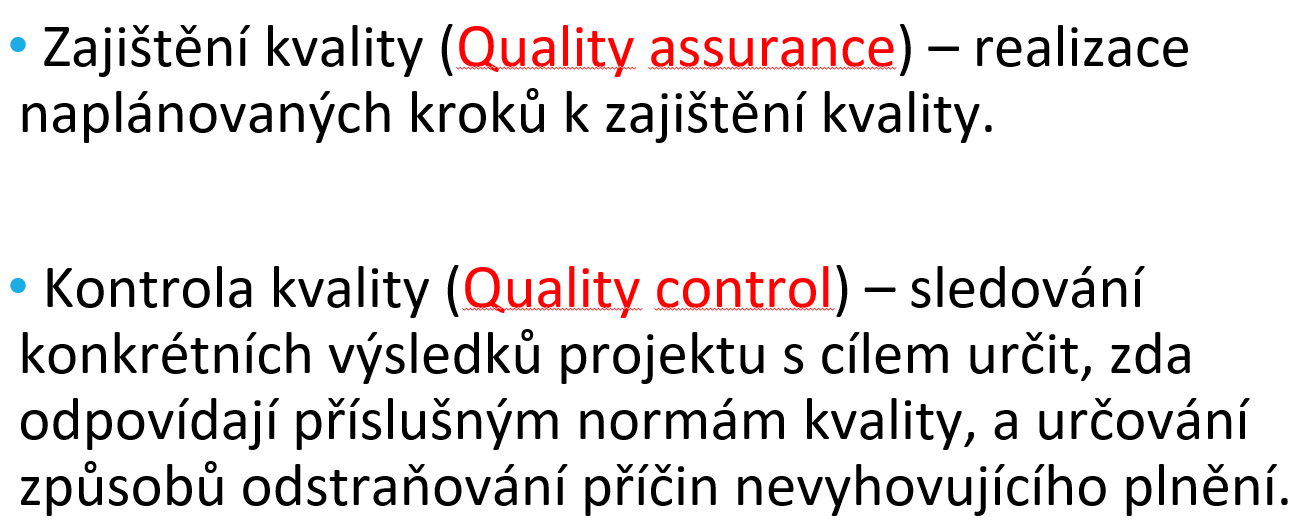 • Zajištění kvality (Quality assurance) – realizace
naplánovaných kroků k zajištění kvality.
• Kontrola kvality (Quality control) – sledování
konkrétních výsledků projektu s cílem určit, zda
odpovídají příslušným normám kvality, a určování
způsobů odstraňování příčin nevyhovujícího plnění.